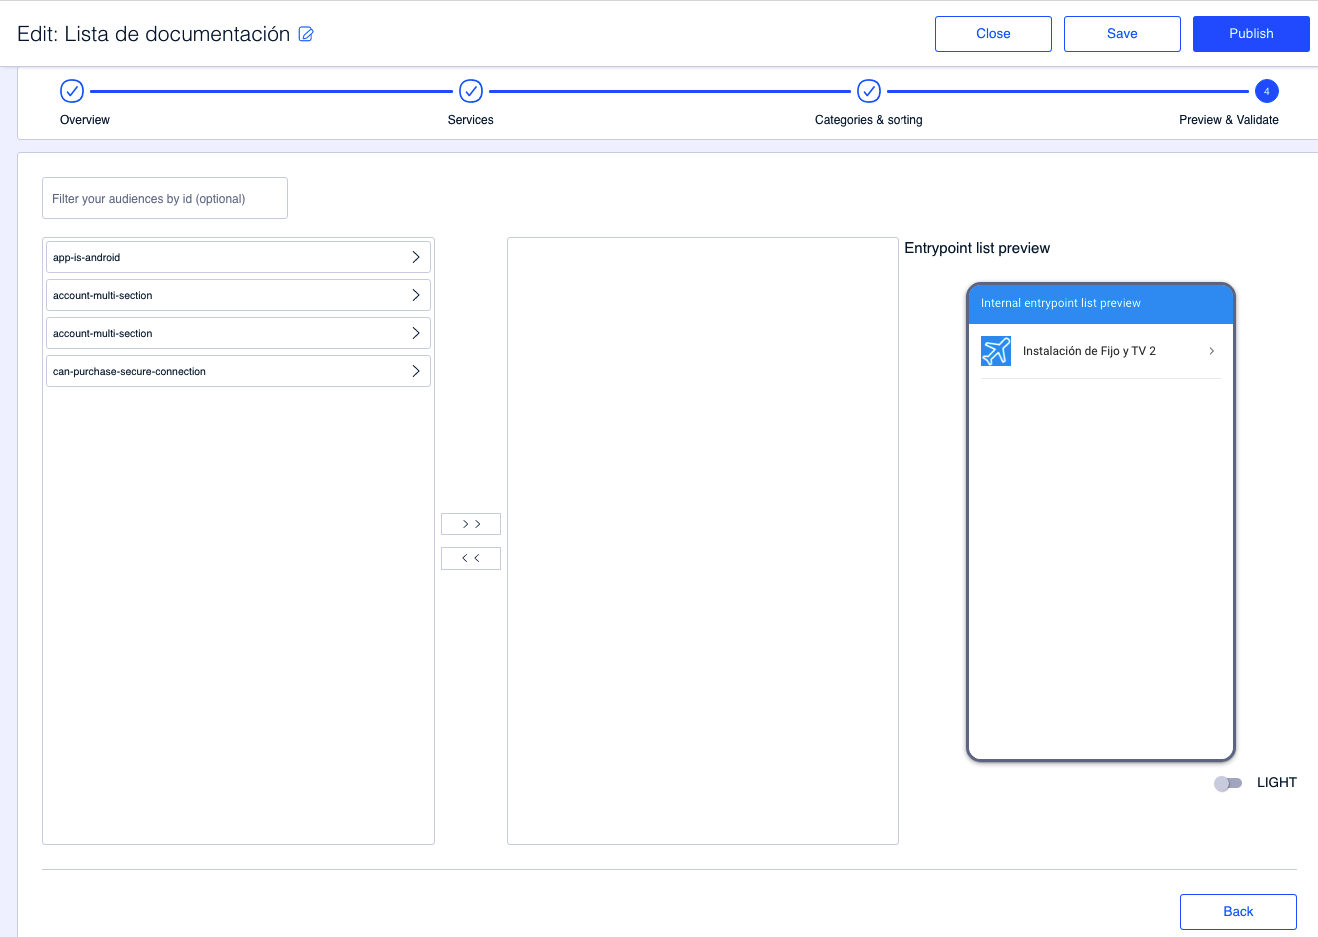 Edit: Lista de documentación
Close
Save
Publish
4
Overview
Services
Categories & sorting
Preview & Validate
Filter your audiences by id (optional)
app-is-android
account-multi-section
account-multi-section
can-purchase-secure-connection
> >
< <
Entrypoint list preview
Internal entrypoint list preview
Instalación de Fijo y TV 2
LIGHT
Back